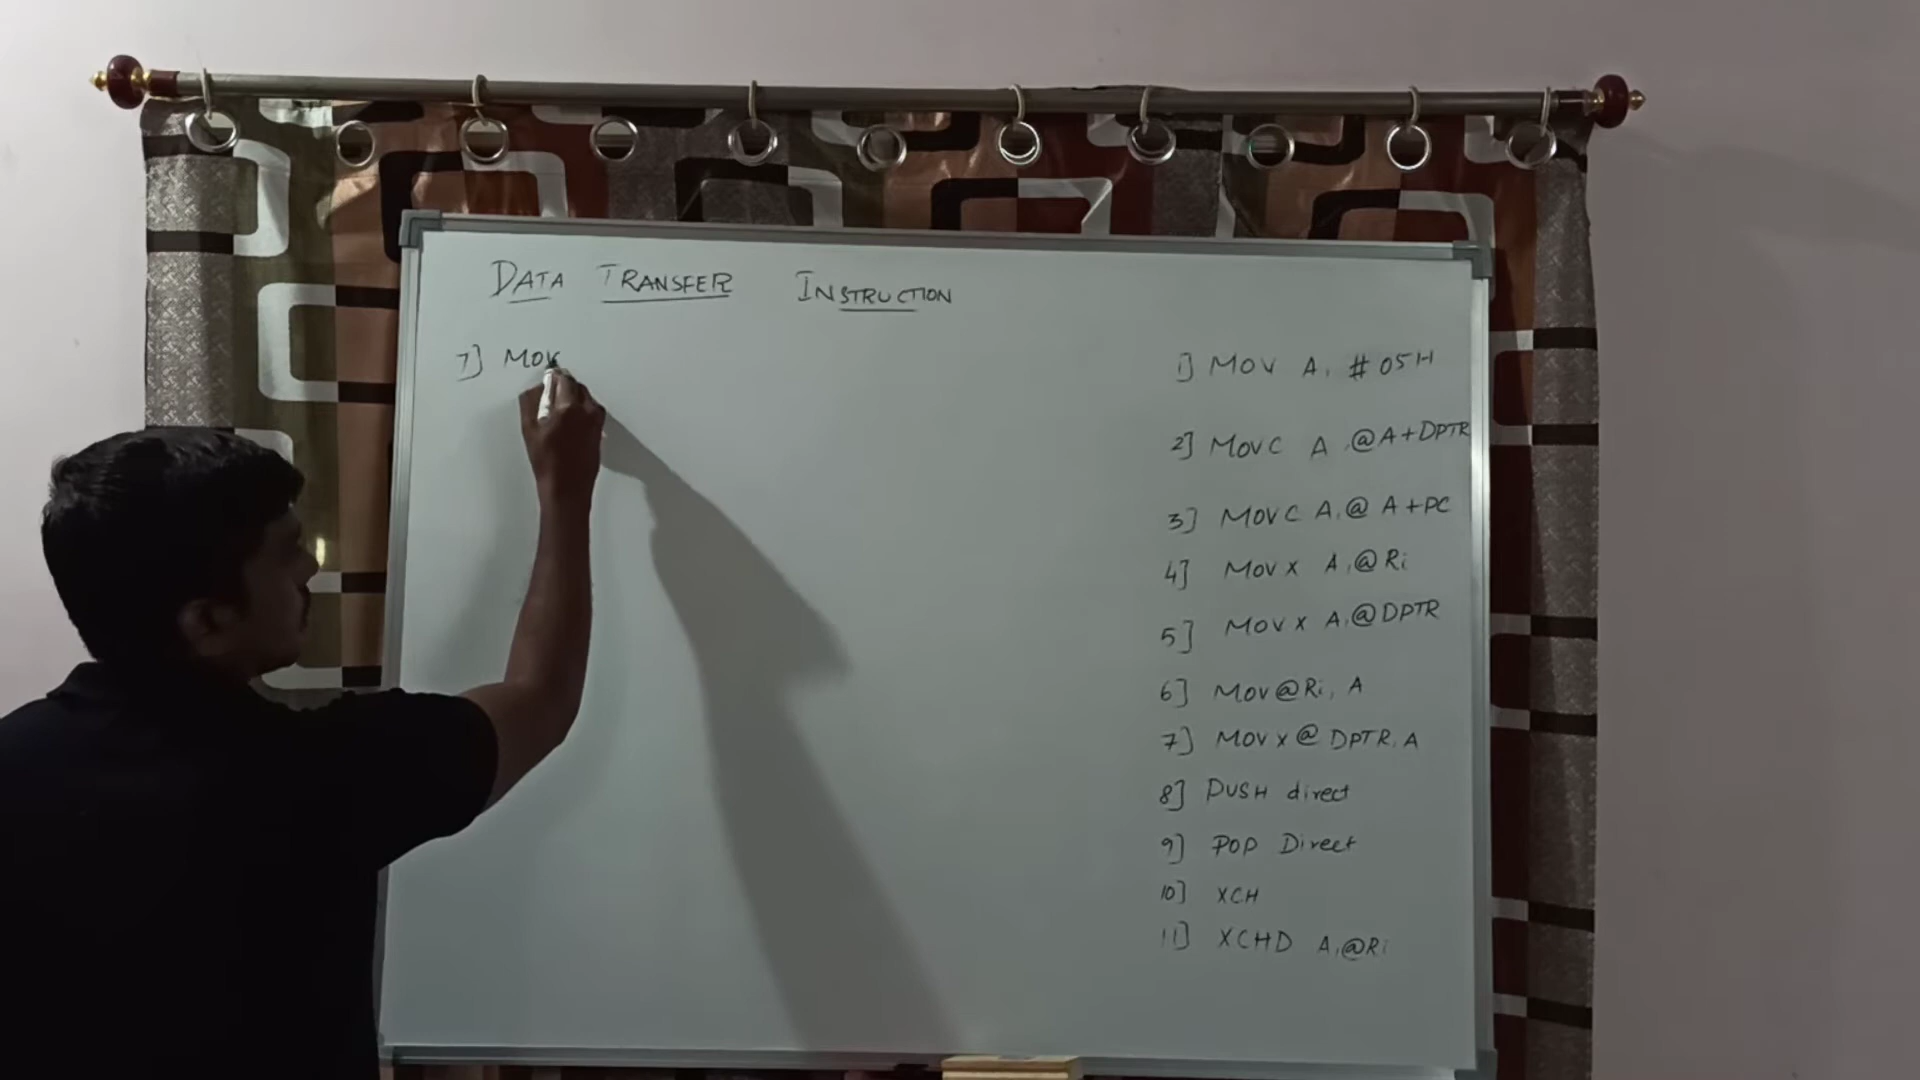 DATA TRANSFER INSTRUCTION
7] MOV
1] MOV A, #05H
2] MOVC A,@A+DPTR
3] MOVC A,@A+PC
4] MOVX A,@Ri
5] MOVX A,@DPTR
6] MOV@Ri, A
7] MOVX@DPTR,A
8] PUSH direct
9] POP Direct
10] XCH
11] XCHD A,@Ri